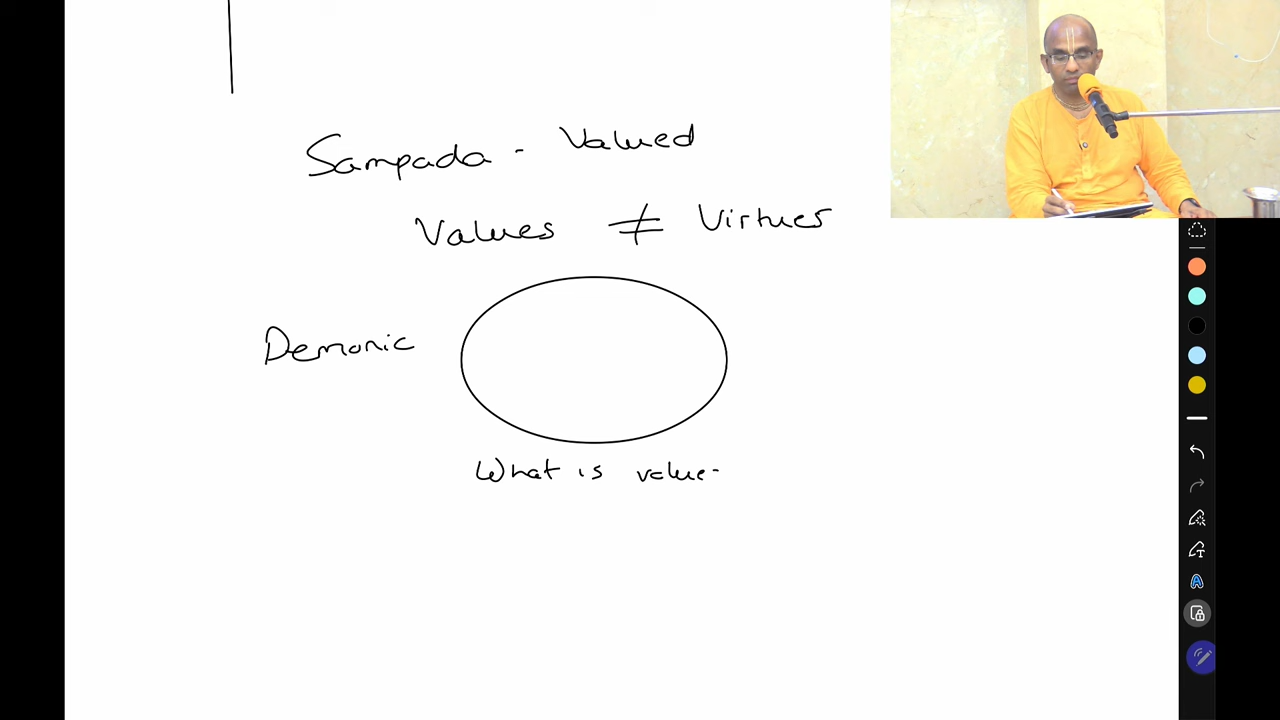 Sampada - Valued
Values ≠ Virtues
Demonic
What is value-